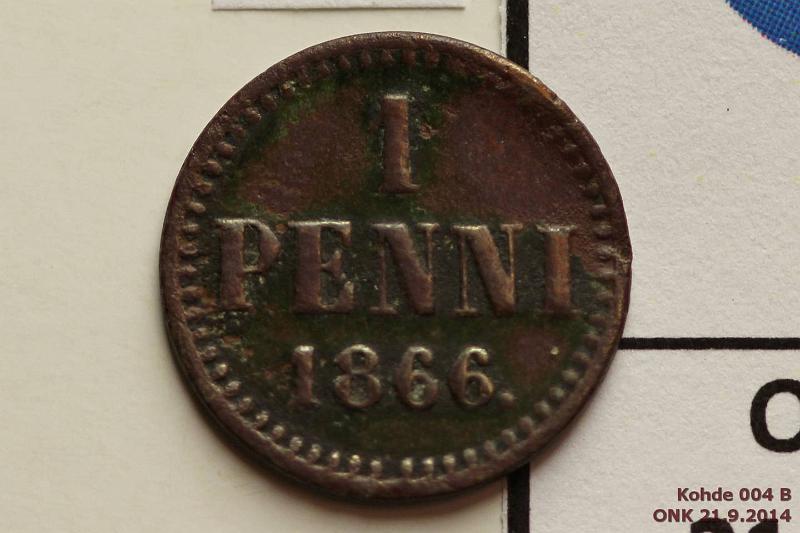 1
PENNI
1866.
O
Kohde 004 B
ONK 21.9.2014